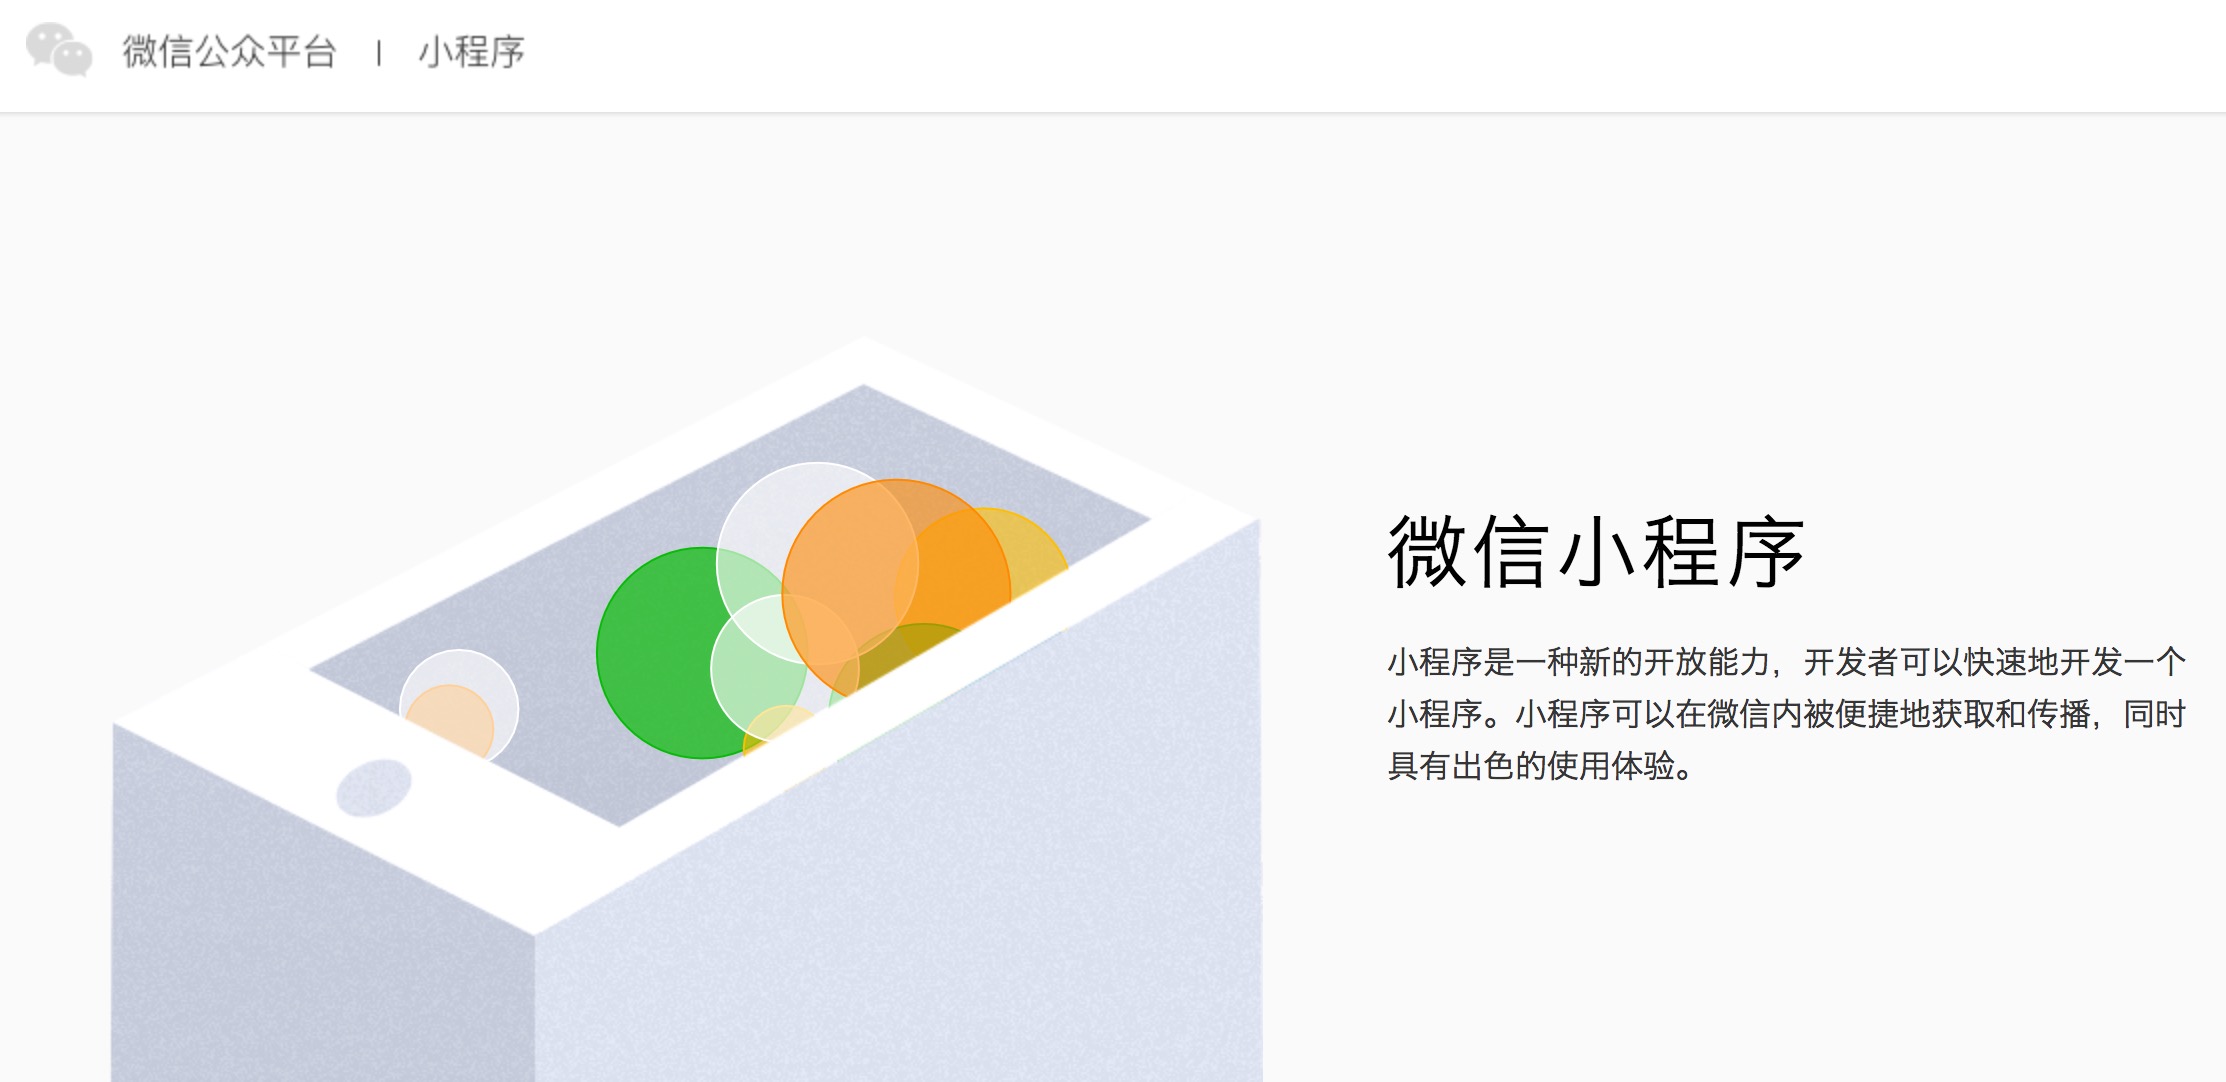 微信公众平台 | 小程序
微信小程序
小程序是一种新的开放能力，开发者可以快速地开发一个
小程序。小程序可以在微信内被便捷地获取和传播，同时
具有出色的使用体验。